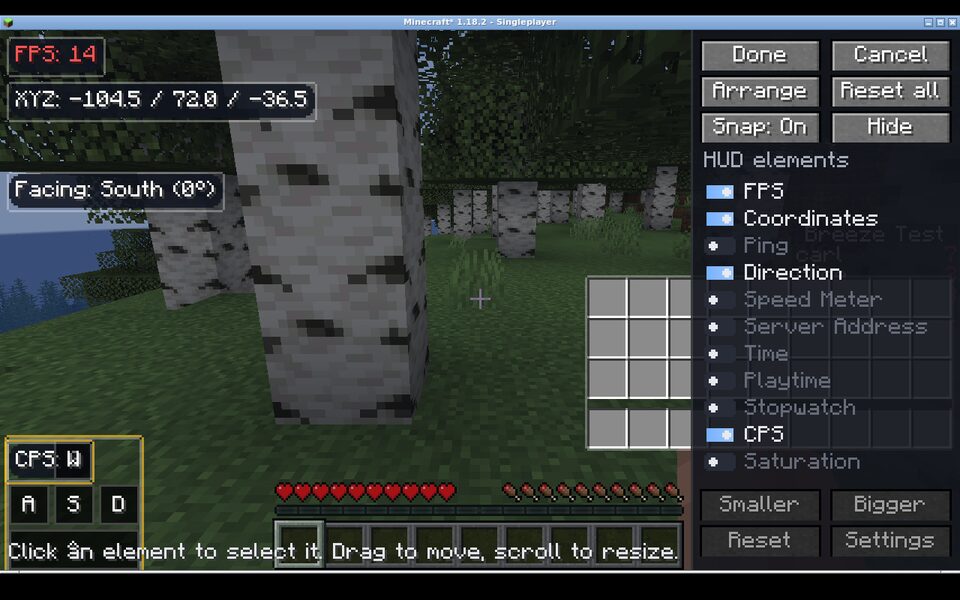 Minecraft* 1.18.2 - Singleplayer
FPS: 14
XYZ: -104.5 / 72.0 / -36.5
Facing: South (0°)
CPS: W
A S D
Click an element to select it. Drag to move, scroll to resize.
Done Cancel
Arrange Reset all
Snap: On Hide
HUD elements
FPS
Coordinates
Ping
Breeze Test
carl
Direction
Speed Meter
Server Address
Time
Playtime
Stopwatch
CPS
Saturation
Smaller Bigger
Reset Settings